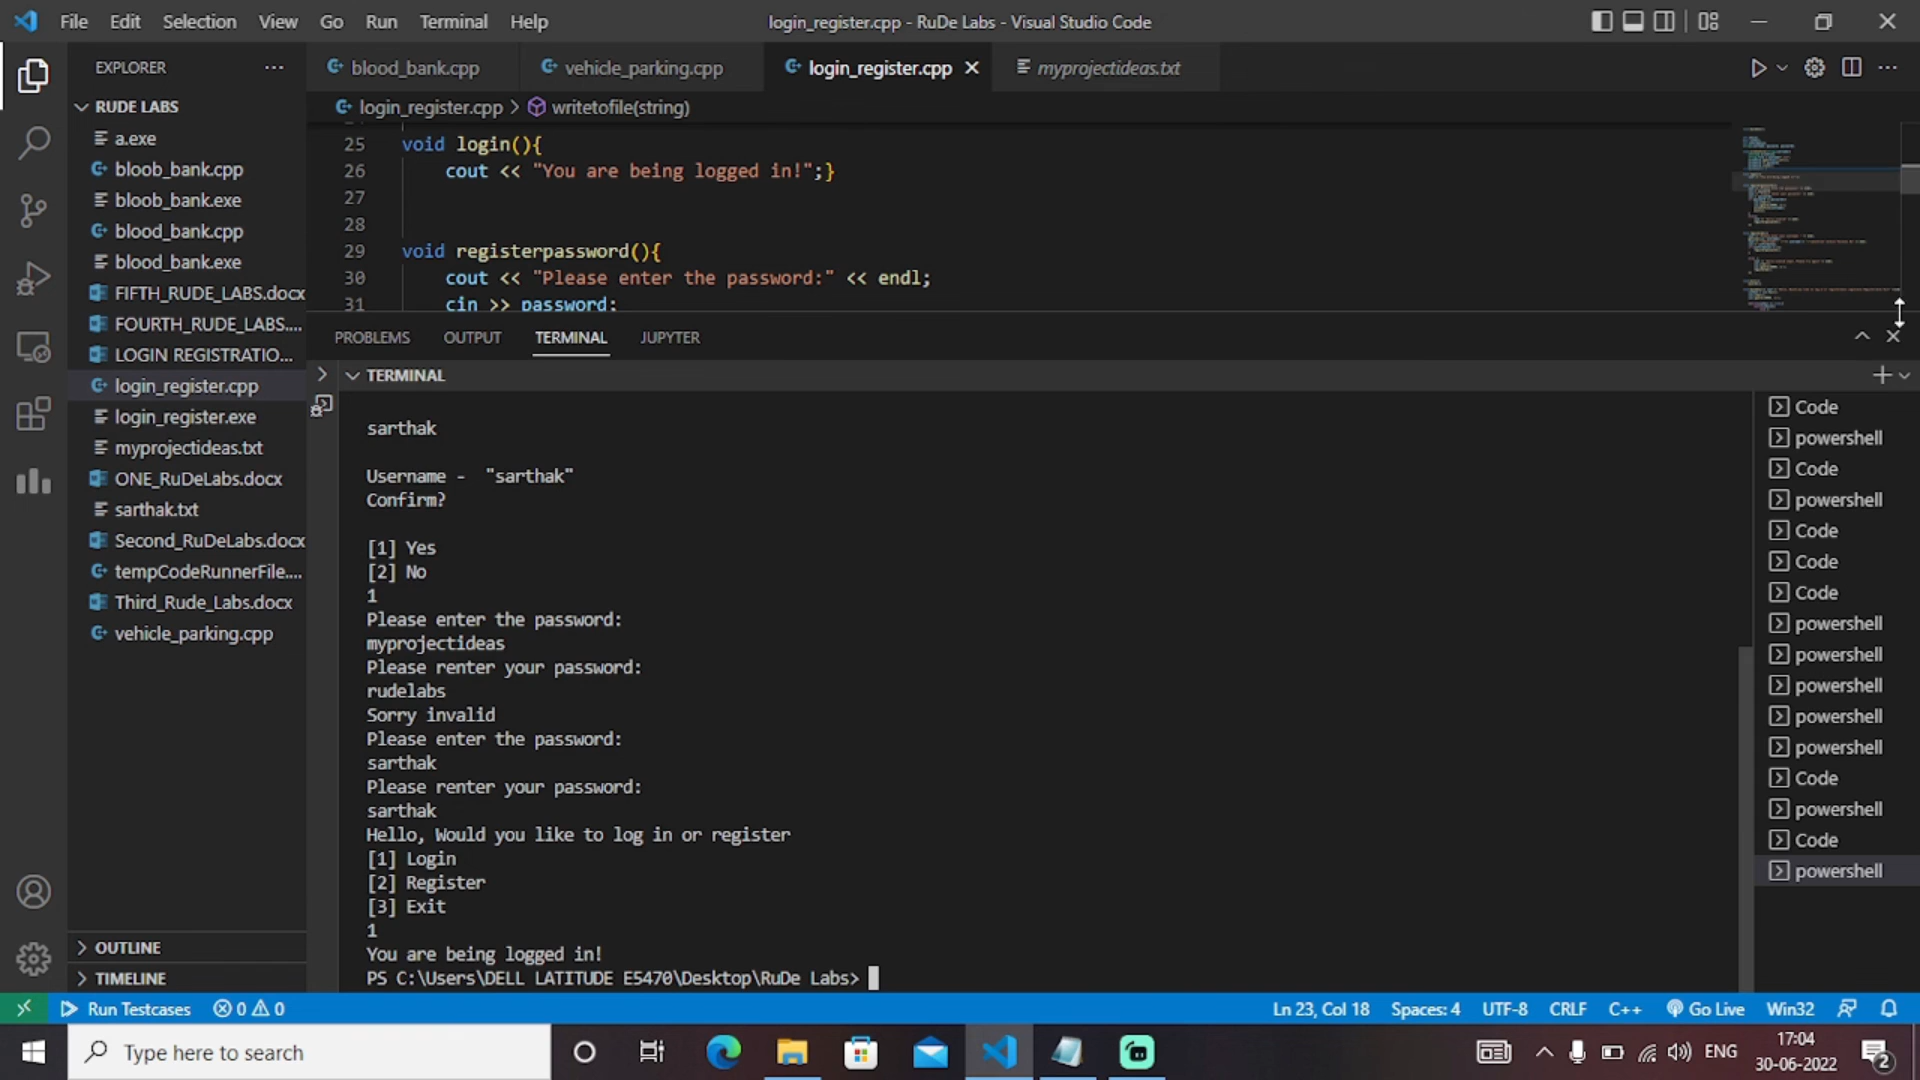 File Edit Selection View Go Run Terminal Help
login_register.cpp - RuDe Labs - Visual Studio Code
EXPLORER
RUDE LABS
a.exe
bloob_bank.cpp
bloob_bank.exe
blood_bank.cpp
blood_bank.exe
FIFTH_RUDE_LABS.docx
FOURTH_RUDE_LABS....
LOGIN REGISTRATIO...
login_register.cpp
login_register.exe
myprojectideas.txt
ONE_RuDeLabs.docx
sarthak.txt
Second_RuDeLabs.docx
tempCodeRunnerFile....
Third_Rude_Labs.docx
vehicle_parking.cpp
OUTLINE
TIMELINE
blood_bank.cpp
vehicle_parking.cpp
login_register.cpp
myprojectideas.txt
login_register.cpp > writetofile(string)
25 void login(){
26 cout << "You are being logged in!";}
27
28
29 void registerpassword(){
30 cout << "Please enter the password:" << endl;
31 cin >> password;
PROBLEMS OUTPUT TERMINAL JUPYTER
TERMINAL
sarthak
Username -  "sarthak"
Confirm?
[1] Yes
[2] No
1
Please enter the password:
myprojectideas
Please renter your password:
rudelabs
Sorry invalid
Please enter the password:
sarthak
Please renter your password:
sarthak
Hello, Would you like to log in or register
[1] Login
[2] Register
[3] Exit
1
You are being logged in!
PS C:\Users\DELL LATITUDE E5470\Desktop\RuDe Labs>
Code
powershell
Code
powershell
Code
Code
Code
powershell
powershell
powershell
powershell
powershell
Code
powershell
Code
powershell
Run Testcases 0 0
Ln 23, Col 18 Spaces: 4 UTF-8 CRLF C++ Go Live Win32
Type here to search
ENG
17:04
30-06-2022
2